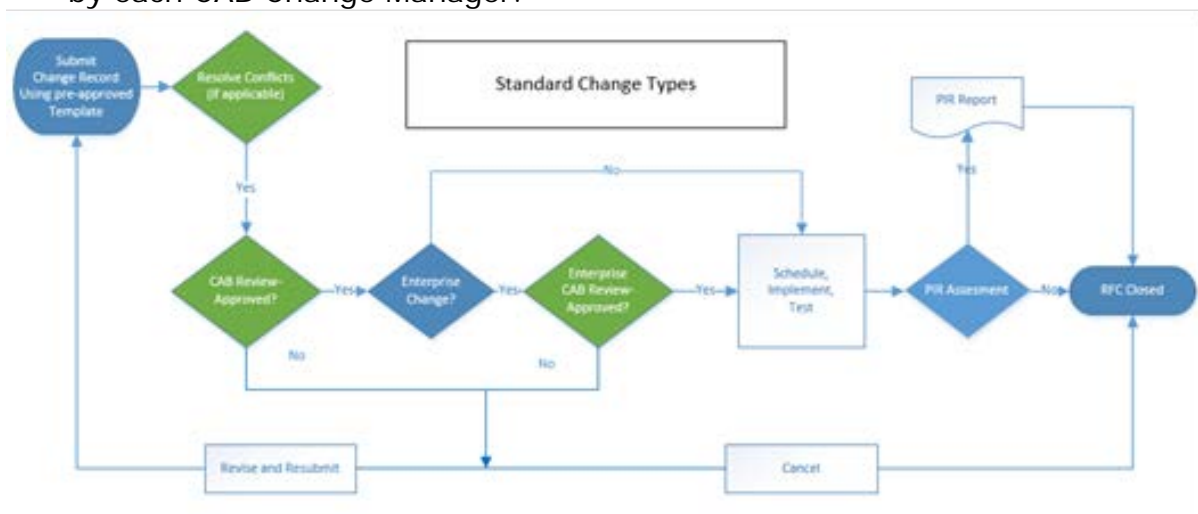 by each CAB Change Manager.
Submit
Change Record
Using pre-approved
Template
Resolve Conflicts
(If applicable)
Standard Change Types
PIR Report
Yes
No
Yes
CAB Review-
Approved?
Yes
Enterprise
Change?
Yes
Enterprise
CAB Review-
Approved?
Yes
Schedule,
Implement,
Test
PIR Assesment
No
RFC Closed
No
No
Revise and Resubmit
Cancel